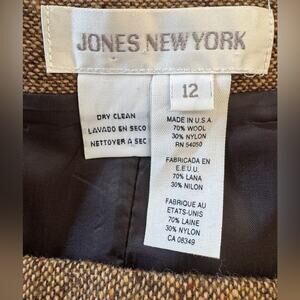 JONES NEW YORK
12
DRY CLEAN
LAVADO EN SECO
NETTOYER A SEC
MADE IN U.S.A.
70% WOOL
30% NYLON
RN 54050
FABRICADA EN
E.E.U.U.
70% LANA
30% NILON
FABRIQUE AU
ETATS-UNIS
70% LAINE
30% NYLON
CA 08349